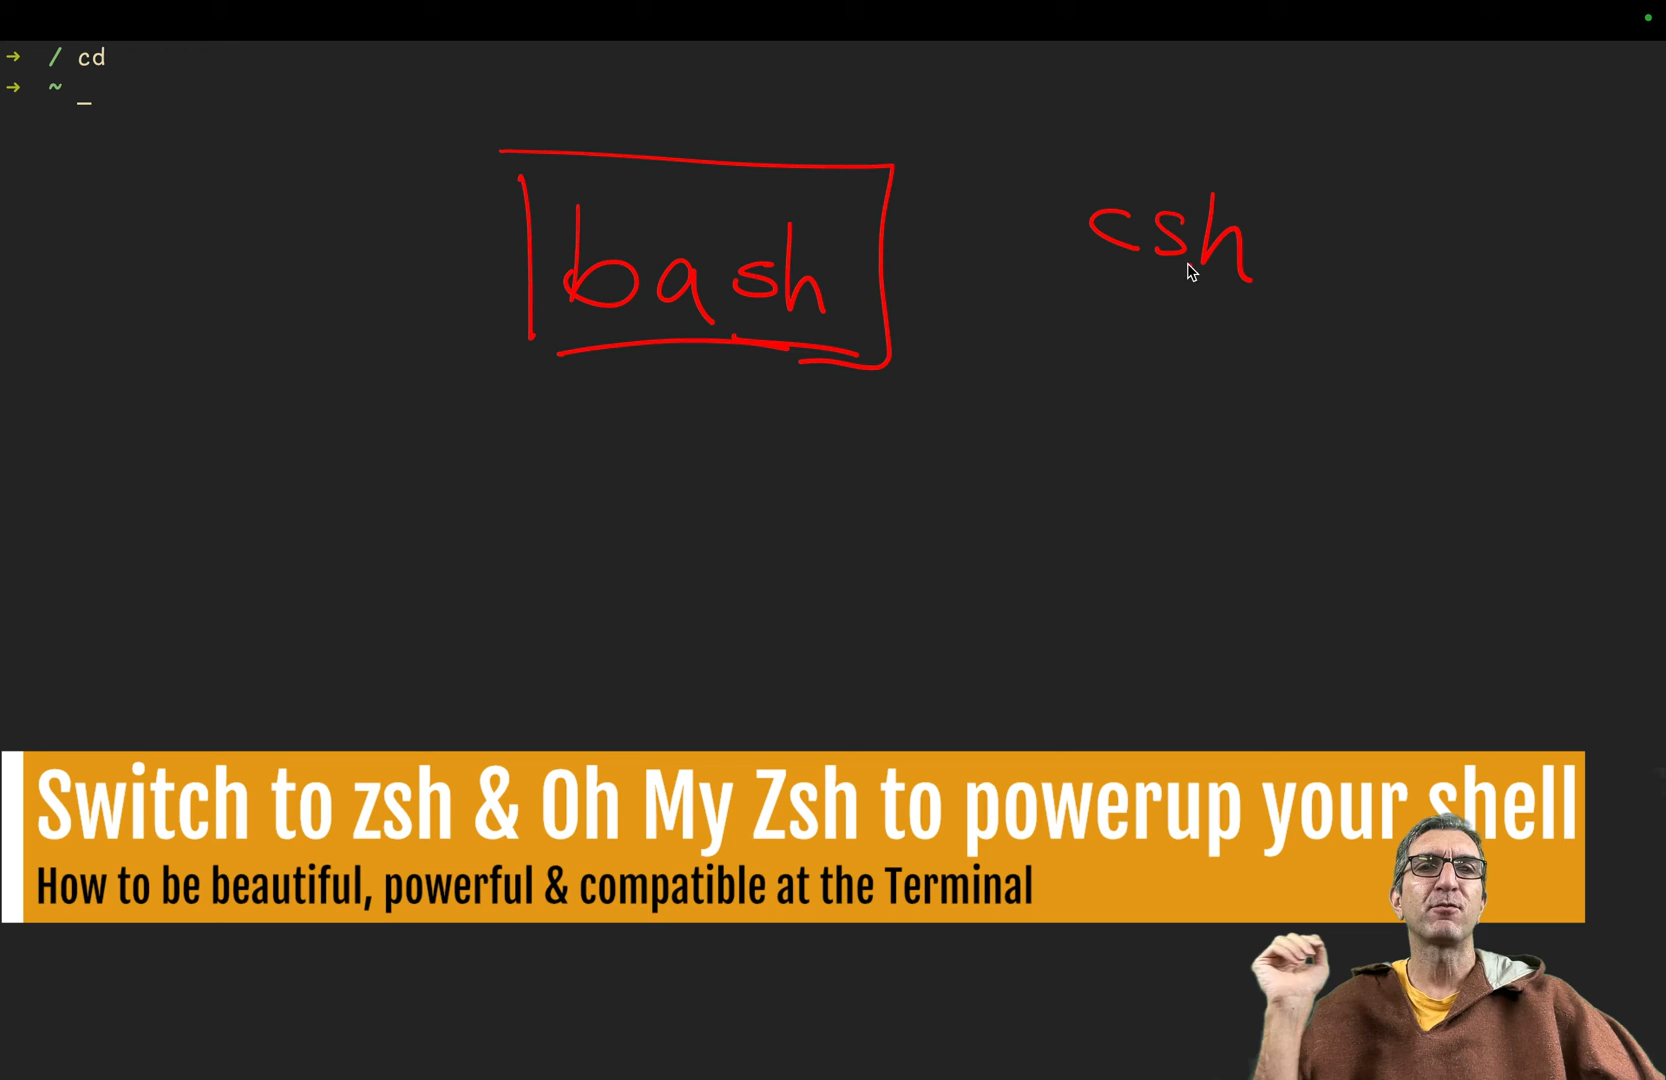 → / cd
→ ~ _
bash
csh
Switch to zsh & Oh My Zsh to powerup your shell
How to be beautiful, powerful & compatible at the Terminal